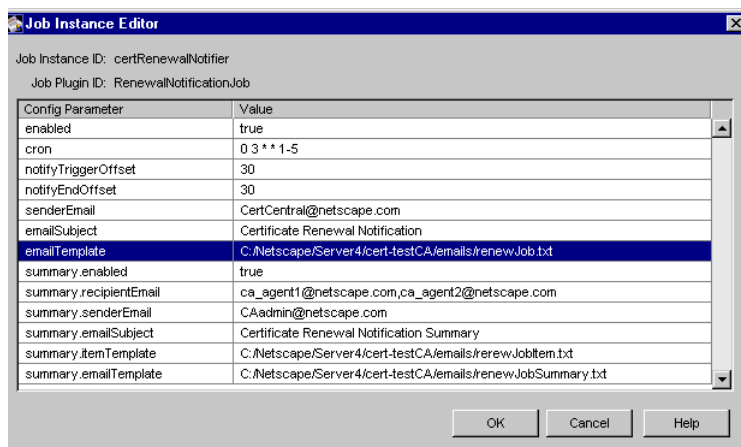 Job Instance Editor
Job Instance ID: certRenewalNotifier
Job Plugin ID: RenewalNotificationJob
Config Parameter Value
enabled true
cron 0 3 * * 1-5
notifyTriggerOffset 30
notifyEndOffset 30
senderEmail CertCentral@netscape.com
emailSubject Certificate Renewal Notification
emailTemplate C:/Netscape/Server4/cert-testCA/emails/renewJob.txt
summary.enabled true
summary.recipientEmail ca_agent1@netscape.com,ca_agent2@netscape.com
summary.senderEmail CAadmin@netscape.com
summary.emailSubject Certificate Renewal Notification Summary
summary.itemTemplate C:/Netscape/Server4/cert-testCA/emails/rerewJobItem.txt
summary.emailTemplate C:/Netscape/Server4/cert-testCA/emails/renewJobSummary.txt
OK Cancel Help